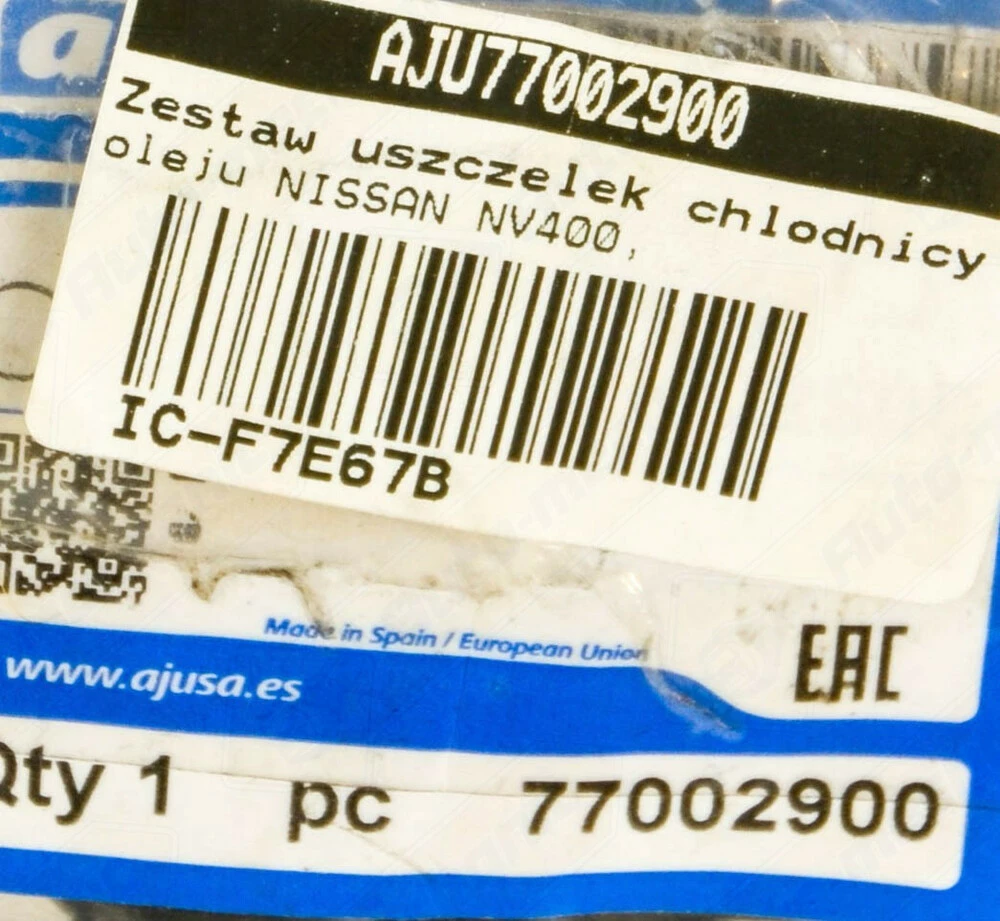 a
AJU77002900
Zestaw uszczelek chlodnicy
oleju NISSAN NV400,
IC-F7E67B
Made in Spain / European Union
www.ajusa.es
EAC
Qty 1 pc 77002900